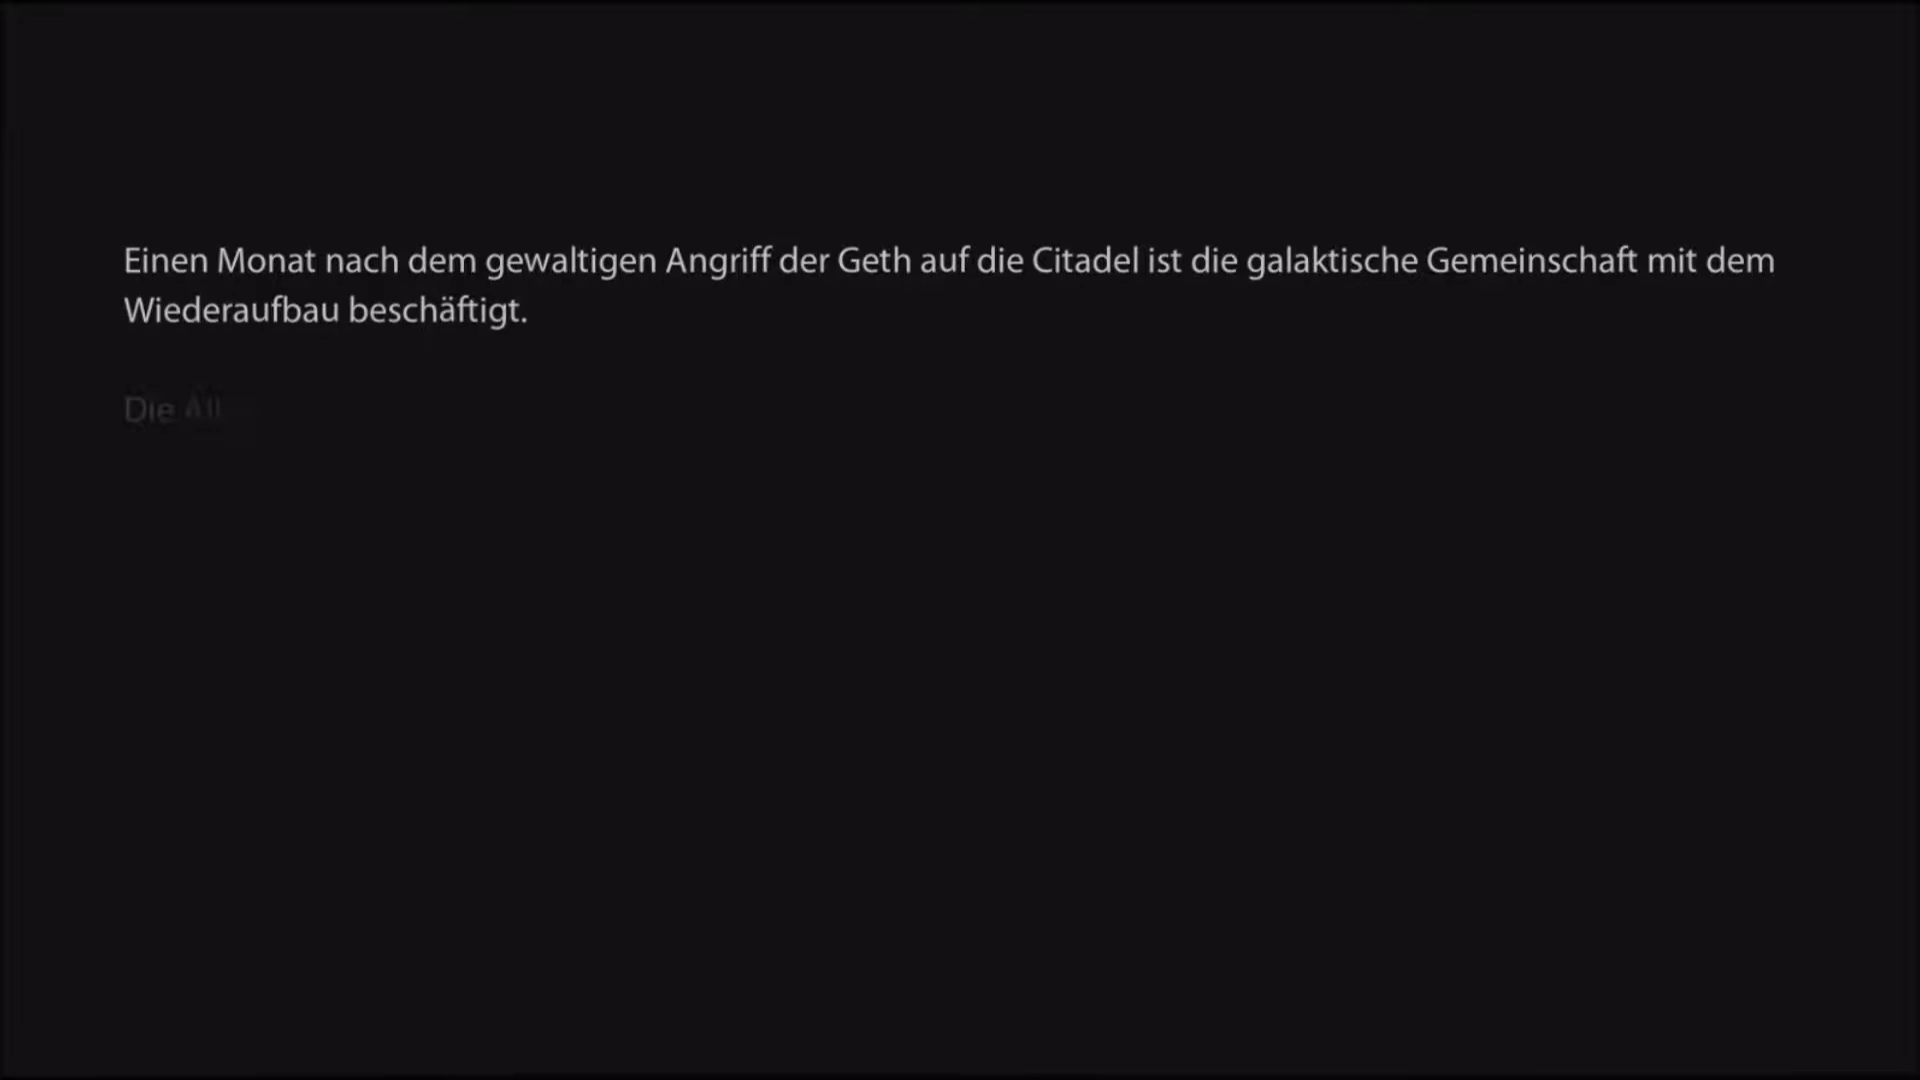 Einen Monat nach dem gewaltigen Angriff der Geth auf die Citadel ist die galaktische Gemeinschaft mit dem
Wiederaufbau beschäftigt.
Die All